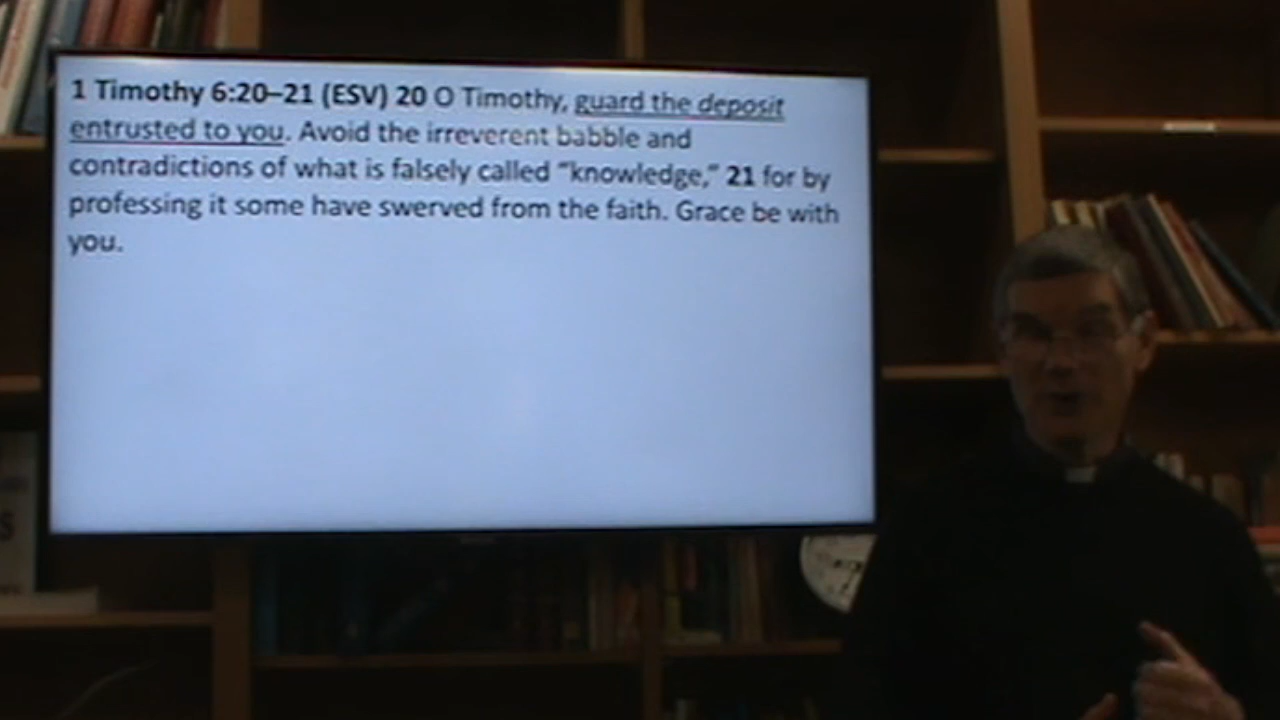 1 Timothy 6:20–21 (ESV) 20 O Timothy, guard the deposit
entrusted to you. Avoid the irreverent babble and
contradictions of what is falsely called “knowledge,” 21 for by
professing it some have swerved from the faith. Grace be with
you.
S